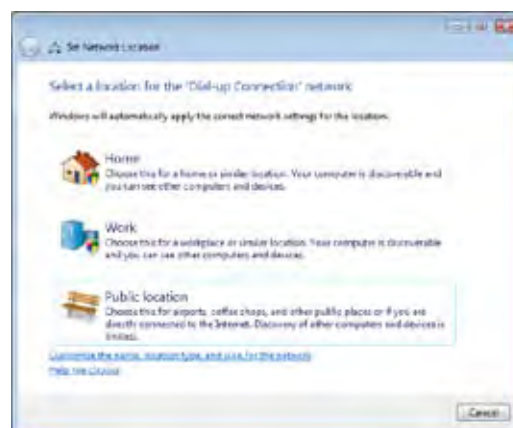 Set Network Location
Select a location for the 'Dial-up Connection' network
Windows will automatically apply the correct network settings for the location.
Home
Choose this for a home or similar location. Your computer is discoverable and
you can see other computers and devices.
Work
Choose this for a workplace or similar location. Your computer is discoverable
and you can see other computers and devices.
Public location
Choose this for airports, coffee shops, and other public places or if you are
directly connected to the Internet. Discovery of other computers and devices is
limited.
Customize the name, location type, and icon for the network
Help me choose
Cancel